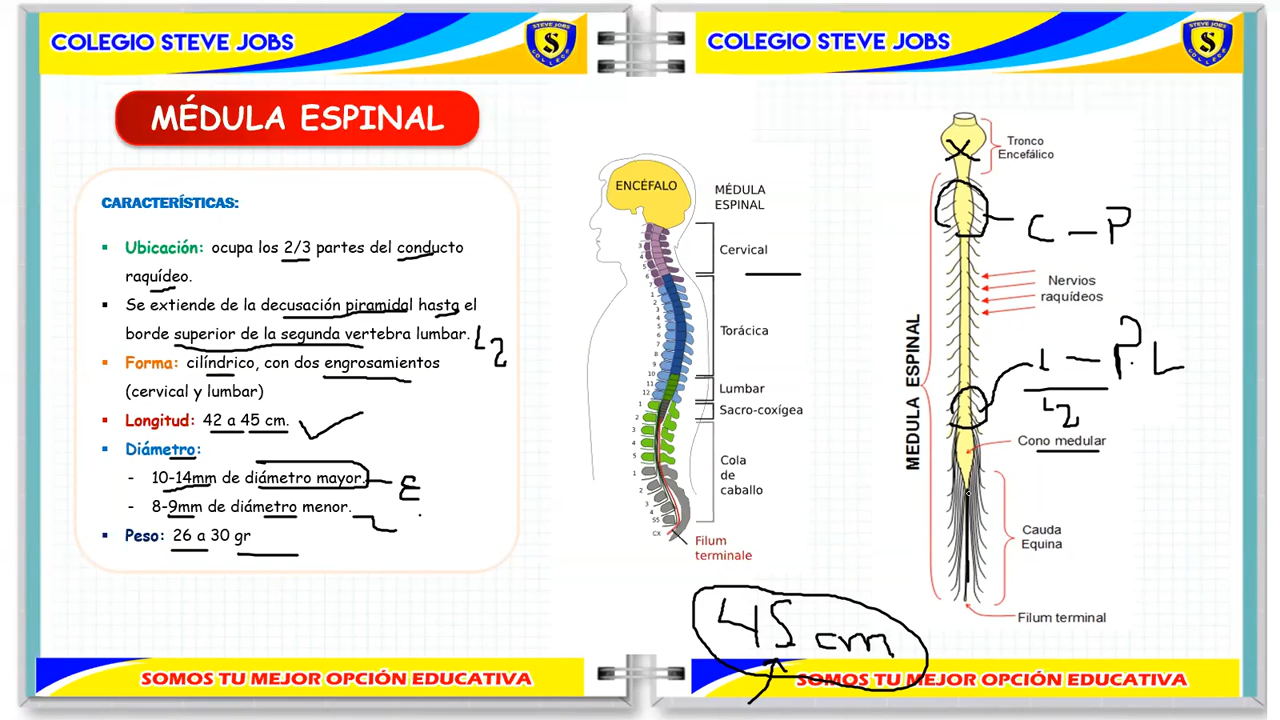 COLEGIO STEVE JOBS
S
COLLEGE
MÉDULA ESPINAL
CARACTERÍSTICAS:
Ubicación: ocupa los 2/3 partes del conducto
raquídeo.
Se extiende de la decusación piramidal hasta el
borde superior de la segunda vertebra lumbar.
L2
Forma: cilíndrico, con dos engrosamientos
(cervical y lumbar)
Longitud: 42 a 45 cm.
Diámetro:
- 10-14mm de diámetro mayor.
E
- 8-9mm de diámetro menor.
Peso: 26 a 30 gr
SOMOS TU MEJOR OPCIÓN EDUCATIVA
COLEGIO STEVE JOBS
S
COLLEGE
ENCÉFALO
MÉDULA
ESPINAL
Cervical
Torácica
Lumbar
Sacro-coxígea
Cola
de
caballo
Filum
terminale
Tronco
Encefálico
C - P
Nervios
raquídeos
MEDULA ESPINAL
L - P.L
L2
Cono medular
Cauda
Equina
Filum terminal
45 cm
SOMOS TU MEJOR OPCIÓN EDUCATIVA